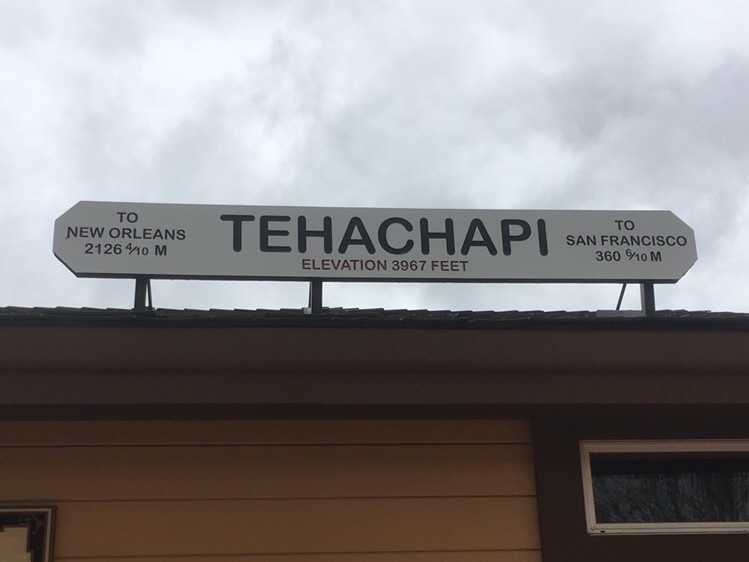 TO
NEW ORLEANS
2126 4/10 M
TEHACHAPI
ELEVATION 3967 FEET
TO
SAN FRANCISCO
360 6/10 M